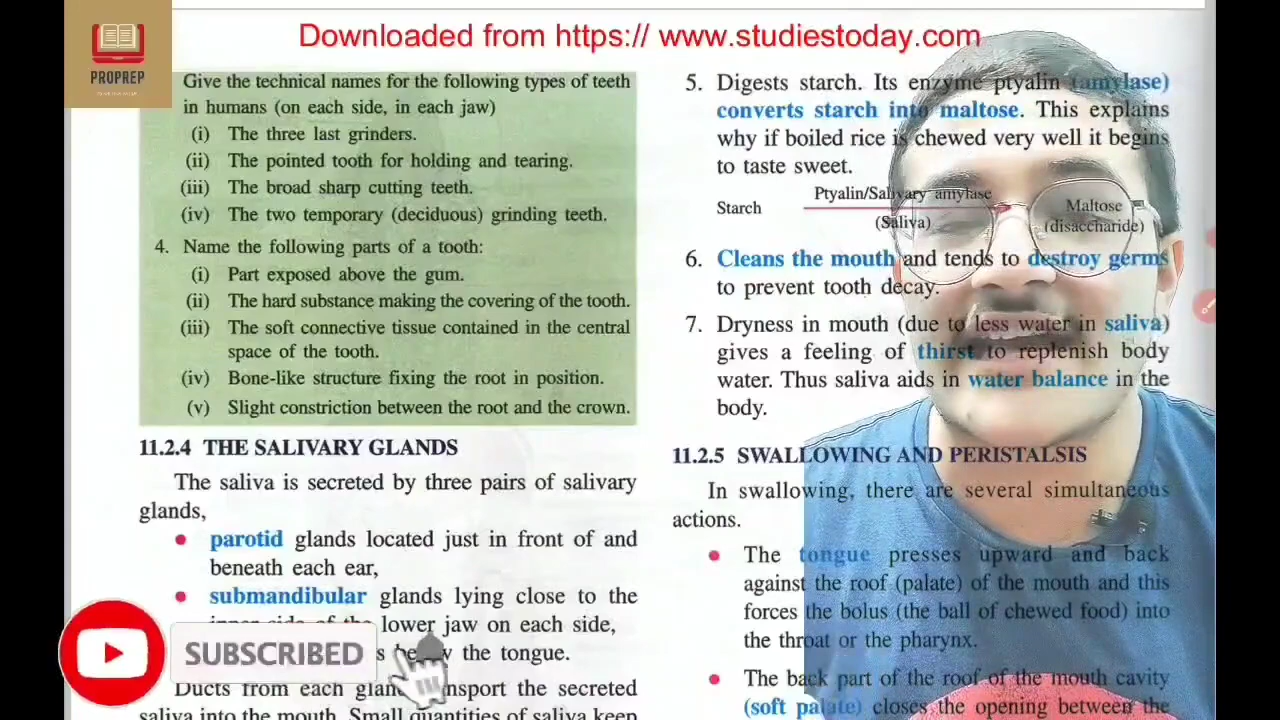 Downloaded from https:// www.studiestoday.com
PROPREP
Give the technical names for the following types of teeth
in humans (on each side, in each jaw)
(i) The three last grinders.
(ii) The pointed tooth for holding and tearing.
(iii) The broad sharp cutting teeth.
(iv) The two temporary (deciduous) grinding teeth.
4. Name the following parts of a tooth:
(i) Part exposed above the gum.
(ii) The hard substance making the covering of the tooth.
(iii) The soft connective tissue contained in the central
space of the tooth.
(iv) Bone-like structure fixing the root in position.
(v) Slight constriction between the root and the crown.
11.2.4 THE SALIVARY GLANDS
The saliva is secreted by three pairs of salivary
glands,
• parotid glands located just in front of and
beneath each ear,
• submandibular glands lying close to the
lower jaw on each side,
the tongue.
Ducts from each transport the secreted
saliva into the mouth. Small quantities of saliva keep
SUBSCRIBED
5. Digests starch. Its enzyme ptyalin (amylase)
converts starch into maltose. This explains
why if boiled rice is chewed very well it begins
to taste sweet.
Ptyalin/Salivary amylase
Starch Maltose
(Saliva) (disaccharide)
6. Cleans the mouth and tends to destroy germs
to prevent tooth decay.
7. Dryness in mouth (due to less water in saliva)
gives a feeling of thirst to replenish body
water. Thus saliva aids in water balance in the
body.
11.2.5 SWALLOWING AND PERISTALSIS
In swallowing, there are several simultaneous
actions.
• The tongue presses upward and back
against the roof (palate) of the mouth and this
forces the bolus (the ball of chewed food) into
the throat or the pharynx.
• The back part of the roof of the mouth cavity
(soft palate) closes the opening between the